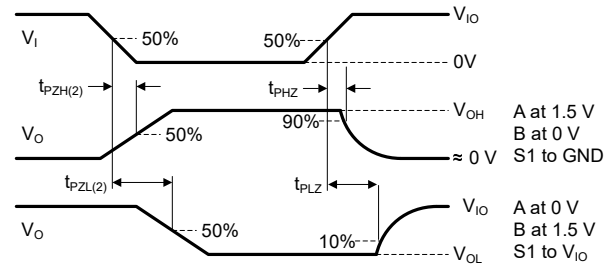 V_IO
V_I
50%
50%
0V
t_PZH(2)
t_PHZ
V_OH
A at 1.5 V
90%
B at 0 V
V_O
50%
≈ 0 V
S1 to GND
t_PZL(2)
t_PLZ
V_IO
A at 0 V
V_O
50%
B at 1.5 V
10%
S1 to V_IO
V_OL